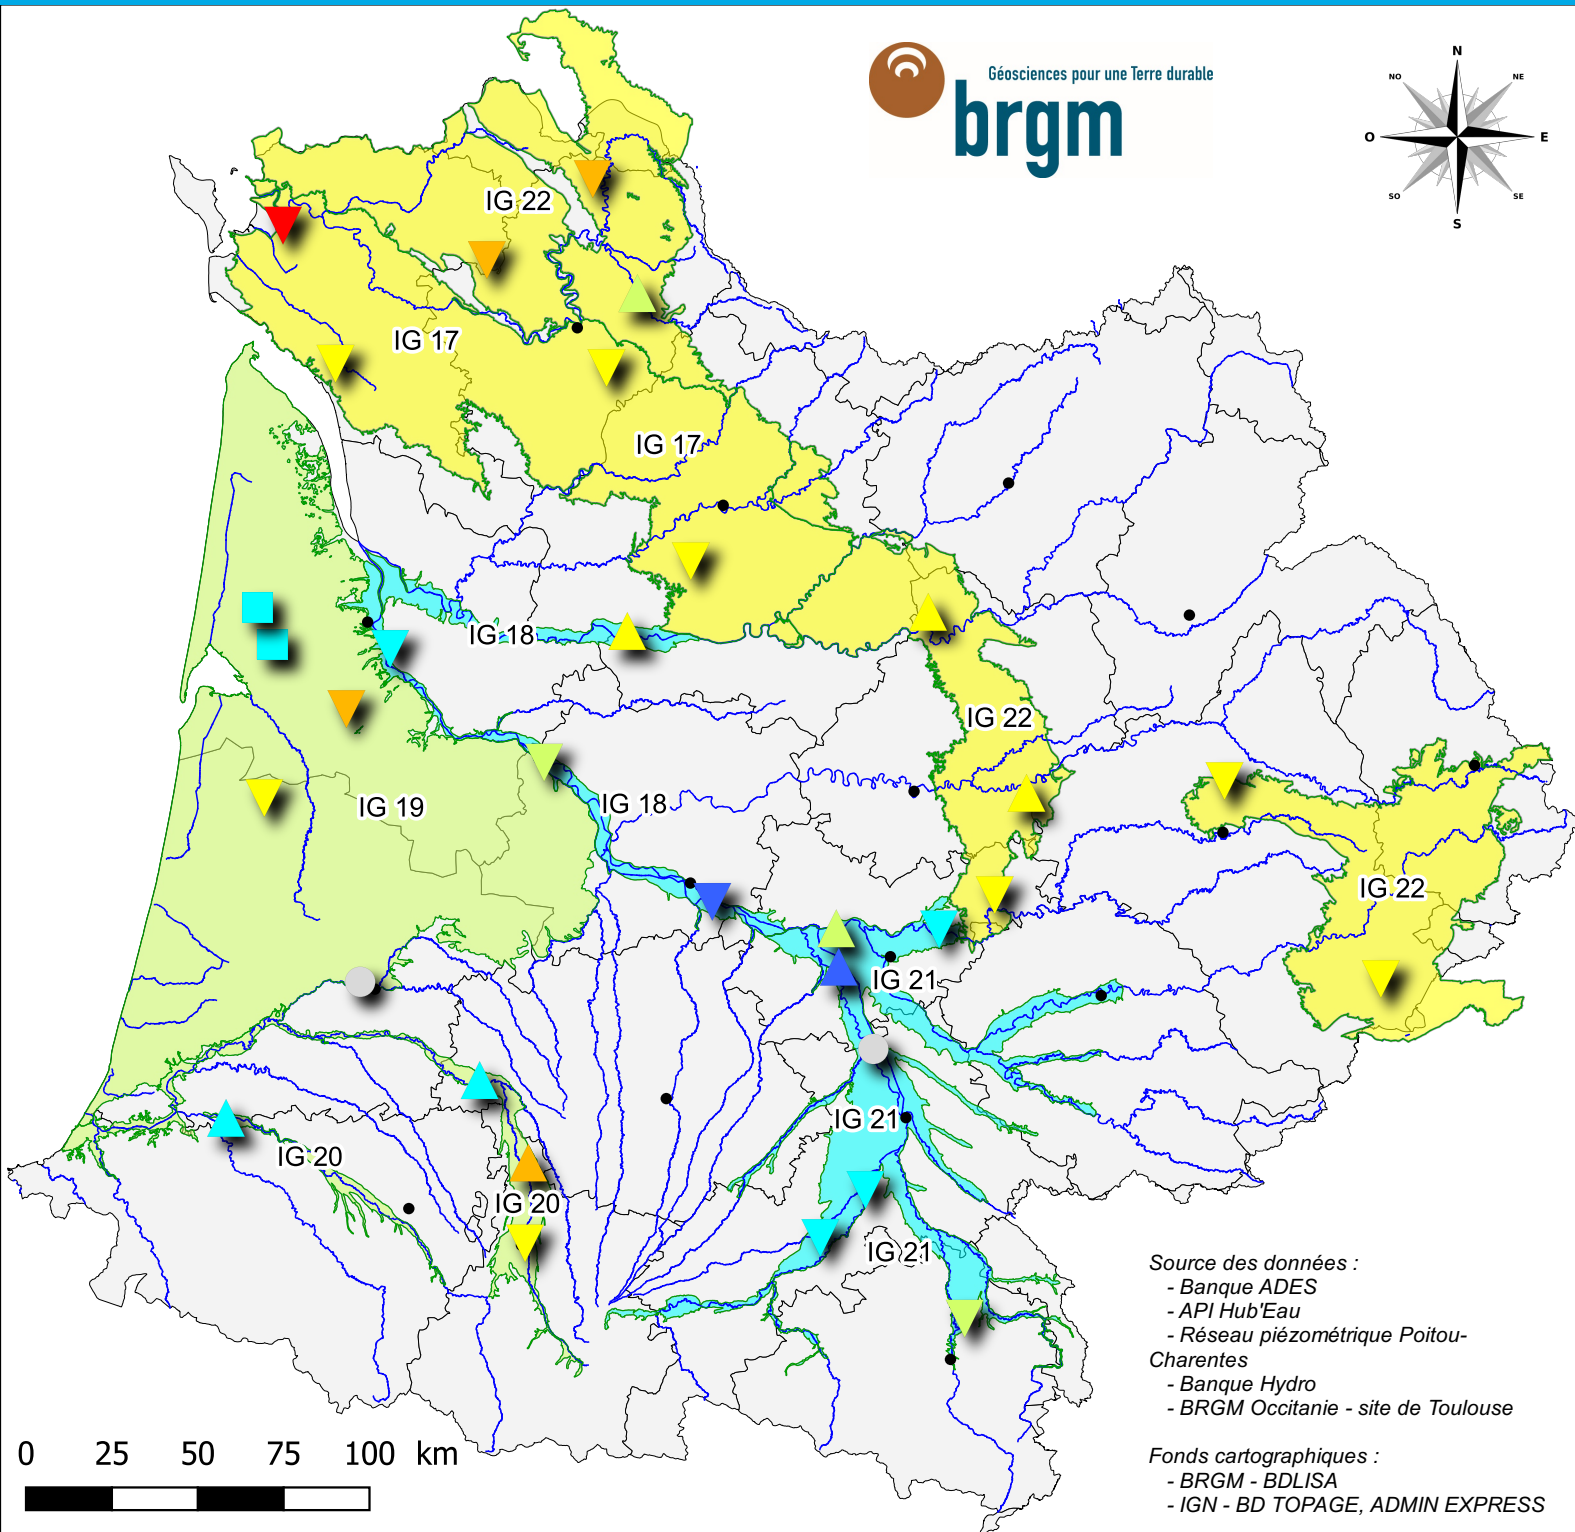 Géosciences pour une Terre durable
brgm
N
NO
NE
O
E
SO
SE
S
IG 22
IG 17
IG 17
IG 18
IG 22
IG 19
IG 18
IG 22
IG 21
IG 21
IG 20
IG 20
IG 21
Source des données :
- Banque ADES
- API Hub'Eau
- Réseau piézométrique Poitou-
Charentes
- Banque Hydro
- BRGM Occitanie - site de Toulouse
Fonds cartographiques :
- BRGM - BDLISA
- IGN - BD TOPAGE, ADMIN EXPRESS
0 25 50 75 100 km